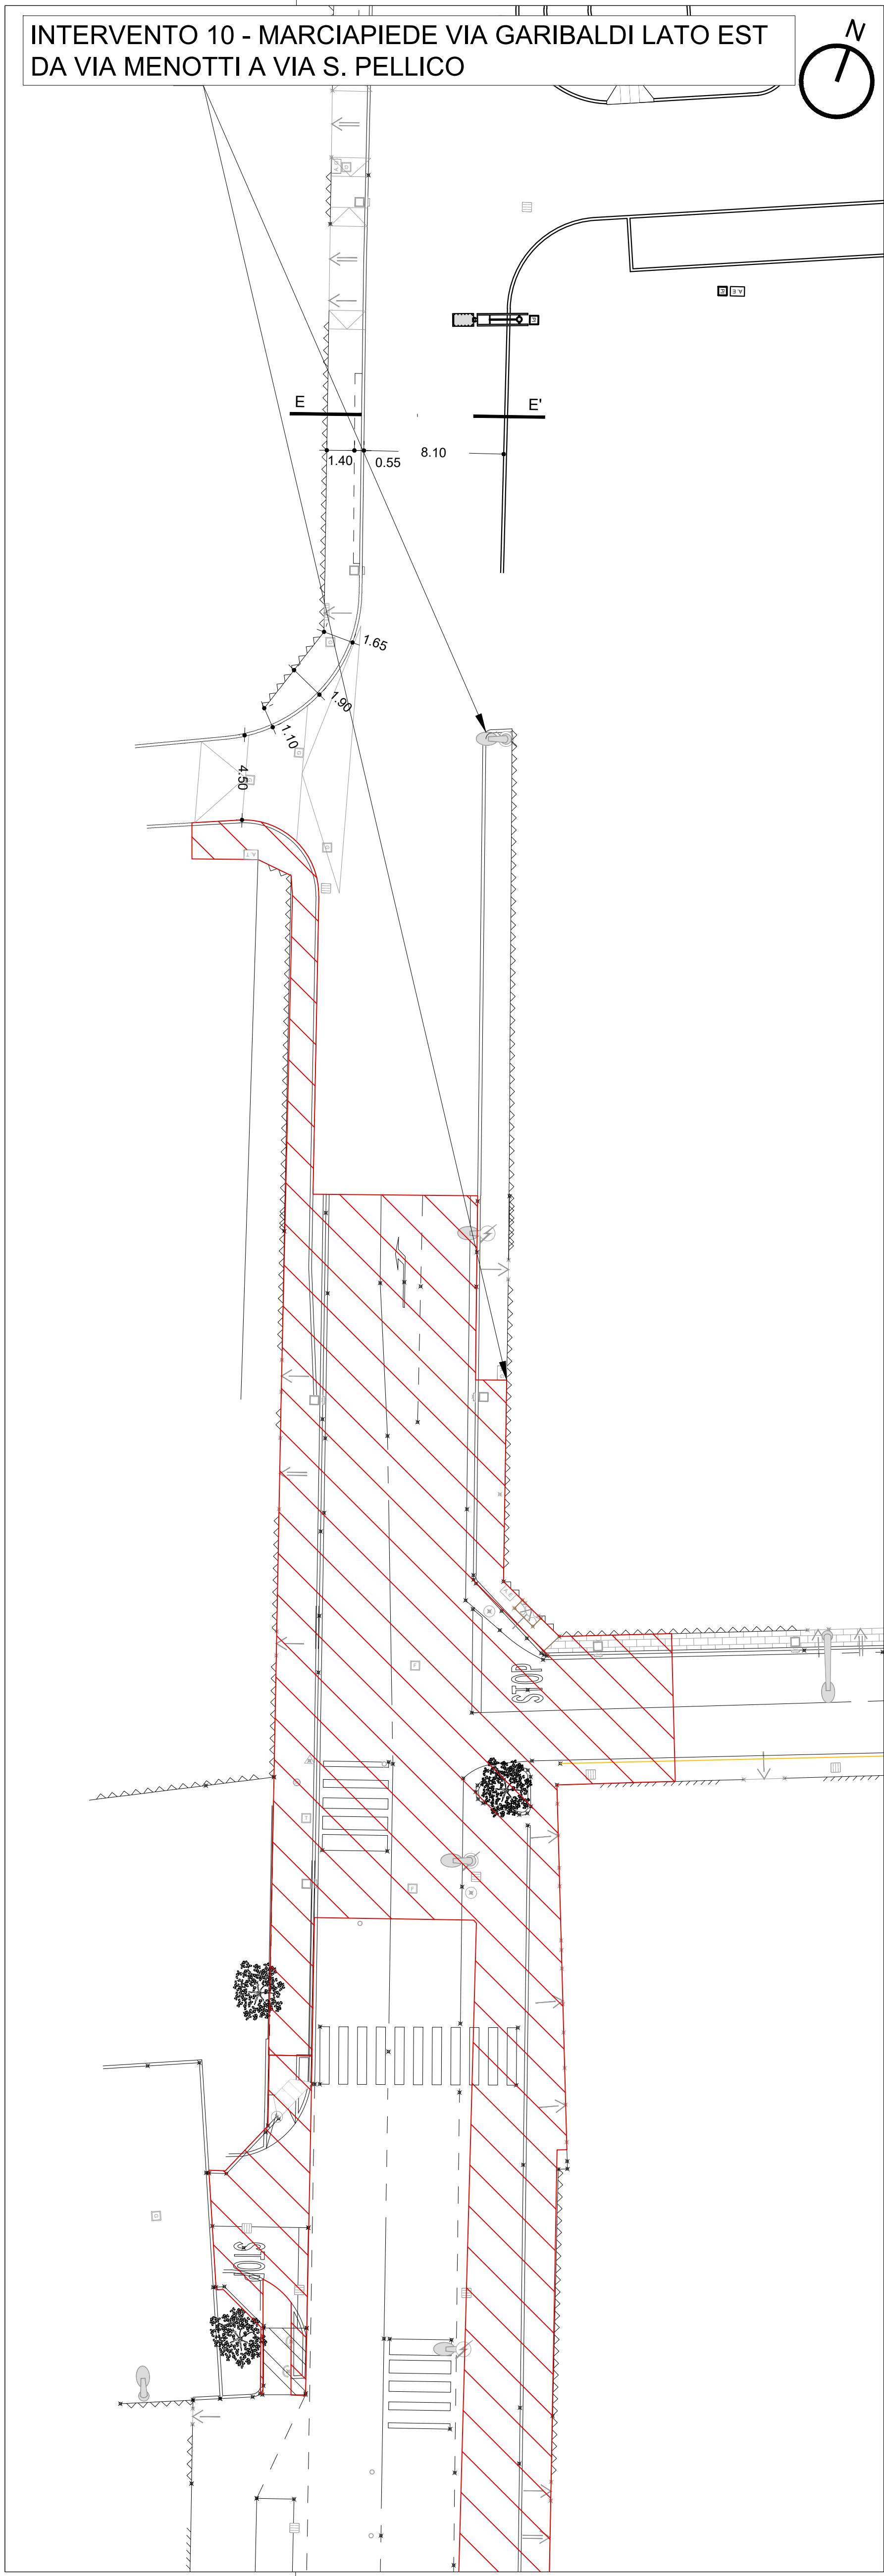 INTERVENTO 10 - MARCIAPIEDE VIA GARIBALDI LATO EST
DA VIA MENOTTI A VIA S. PELLICO
N
E
E'
1.40
0.55
8.10
1.65
1.90
1.10
4.50
STOP
STOP